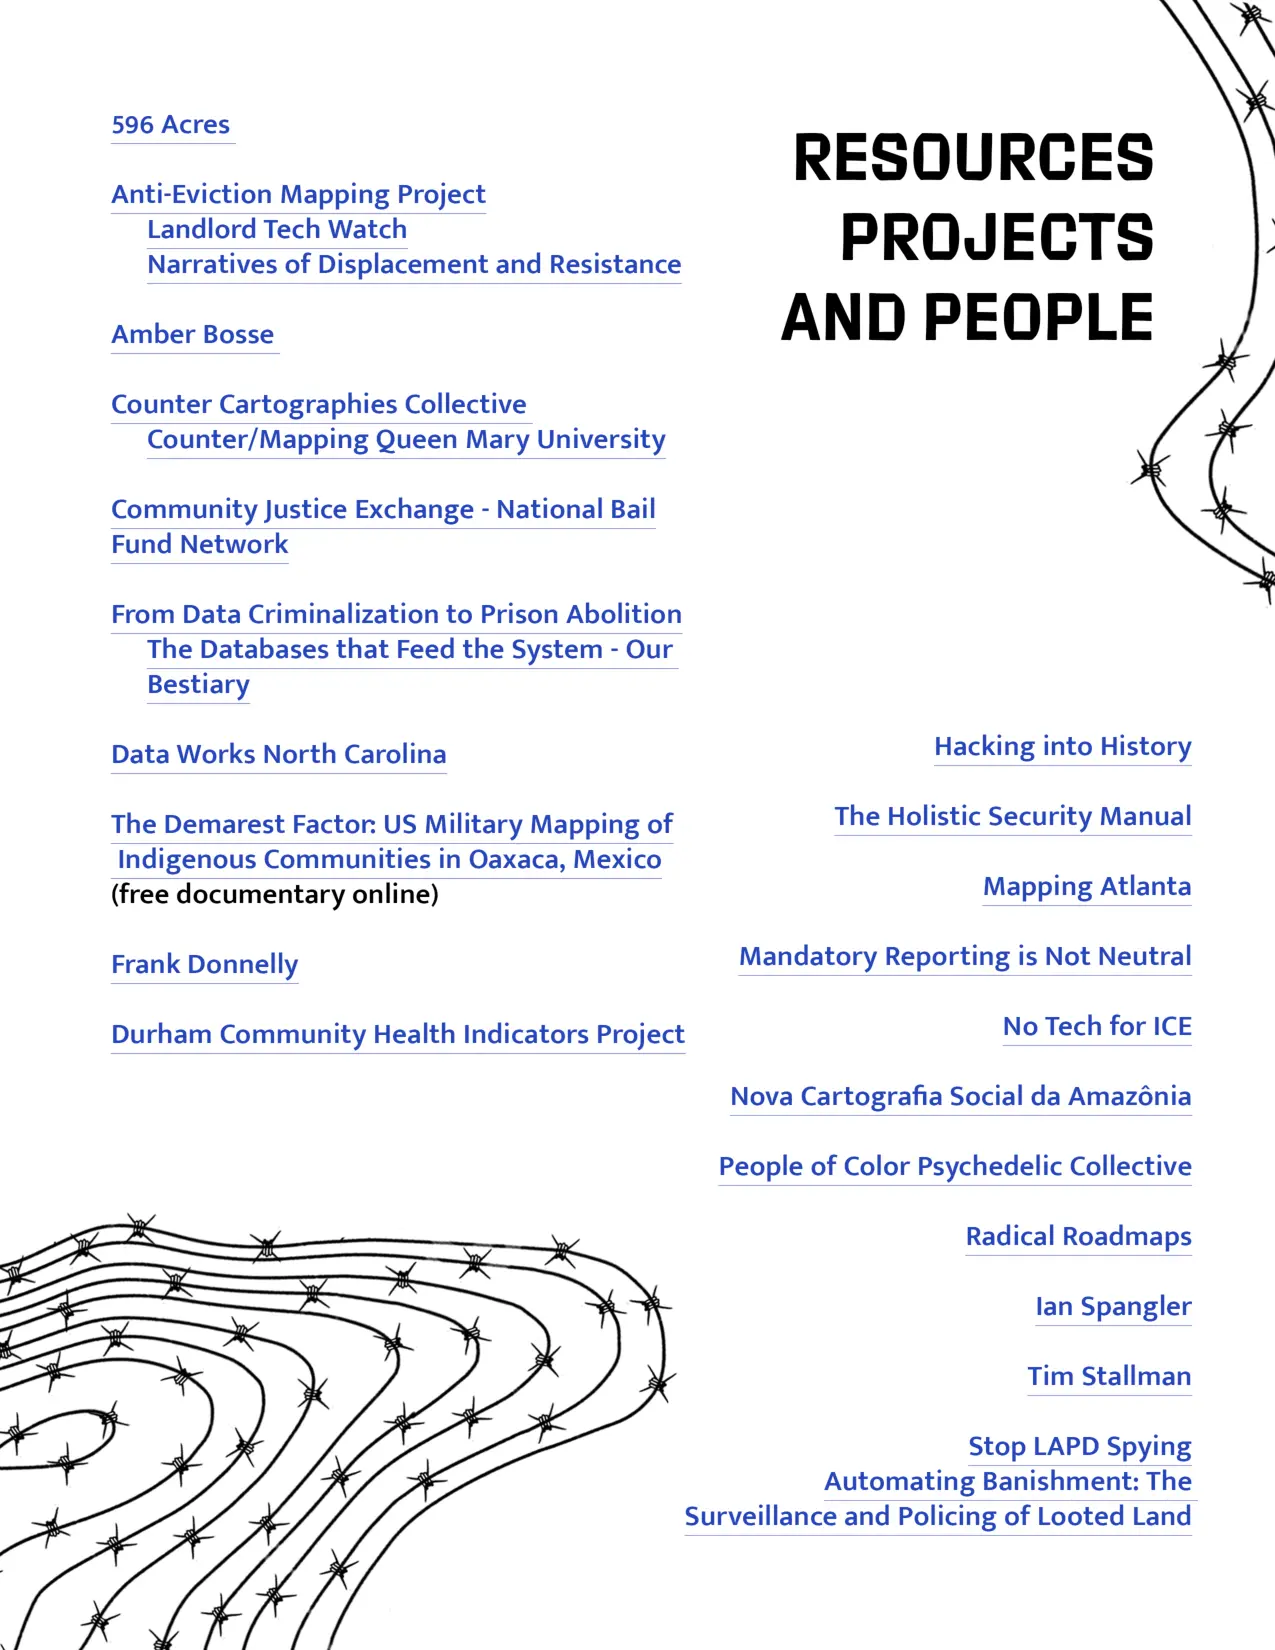 RESOURCES
PROJECTS
AND PEOPLE
596 Acres
Anti-Eviction Mapping Project
Landlord Tech Watch
Narratives of Displacement and Resistance
Amber Bosse
Counter Cartographies Collective
Counter/Mapping Queen Mary University
Community Justice Exchange - National Bail
Fund Network
From Data Criminalization to Prison Abolition
The Databases that Feed the System - Our
Bestiary
Data Works North Carolina
The Demarest Factor: US Military Mapping of
Indigenous Communities in Oaxaca, Mexico
(free documentary online)
Frank Donnelly
Durham Community Health Indicators Project
Hacking into History
The Holistic Security Manual
Mapping Atlanta
Mandatory Reporting is Not Neutral
No Tech for ICE
Nova Cartografia Social da Amazônia
People of Color Psychedelic Collective
Radical Roadmaps
Ian Spangler
Tim Stallman
Stop LAPD Spying
Automating Banishment: The
Surveillance and Policing of Looted Land